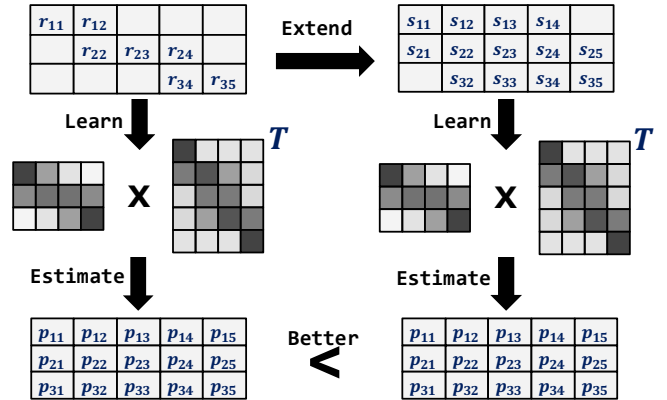 r11 r12 Extend s11 s12 s13 s14
r22 r23 r24 s21 s22 s23 s24 s25
r34 r35 s32 s33 s34 s35
Learn Learn
T T
X X
Estimate Estimate
p11 p12 p13 p14 p15 Better p11 p12 p13 p14 p15
p21 p22 p23 p24 p25 < p21 p22 p23 p24 p25
p31 p32 p33 p34 p35 p31 p32 p33 p34 p35